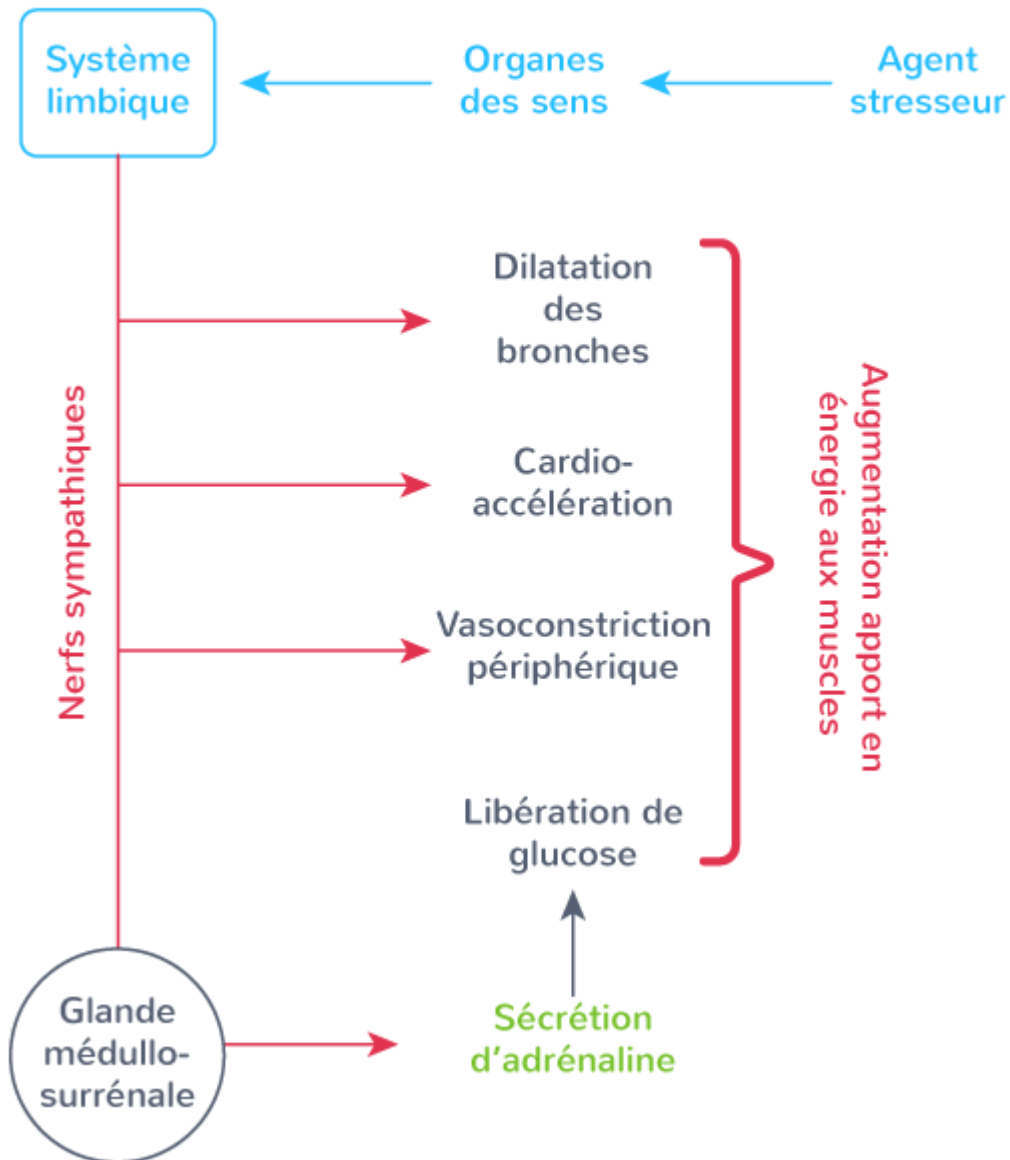 Système
limbique
Organes
des sens
Agent
stresseur
Dilatation
des
bronches
Cardio-
accélération
Vasoconstriction
périphérique
Libération de
glucose
Nerfs sympathiques
Augmentation apport en
énergie aux muscles
Glande
médullo-
surrénale
Sécrétion
d'adrénaline